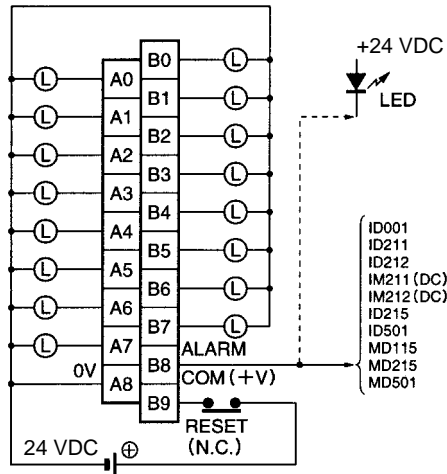 +24 VDC
LED
B0
L
A0
L
B1
L
A1
L
B2
L
A2
L
B3
L
A3
L
B4
L
A4
L
B5
L
A5
L
B6
L
A6
L
B7
L
A7
L
ALARM
B8
0V
COM (+V)
A8
B9
RESET
(N.C.)
24 VDC
⊕
ID001
ID211
ID212
IM211 (DC)
IM212 (DC)
ID215
ID501
MD115
MD215
MD501